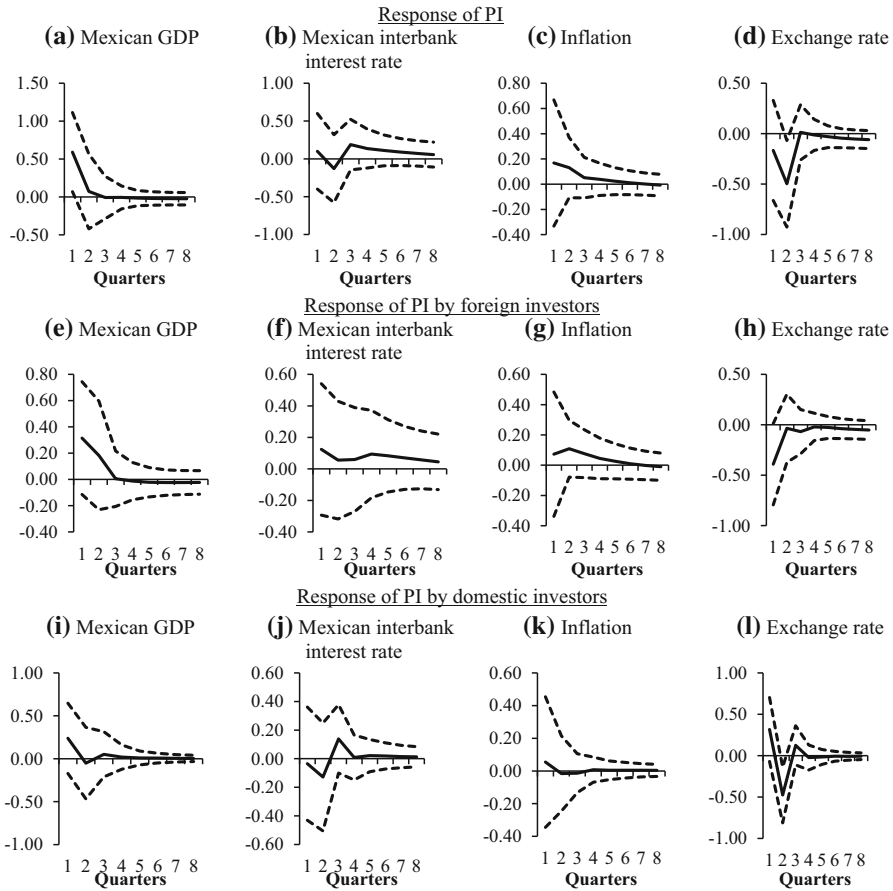 Response of PI
(a) Mexican GDP
(b) Mexican interbank
interest rate
(c) Inflation
(d) Exchange rate
1.50
1.00
0.50
0.00
-0.50
1 2 3 4 5 6 7 8
Quarters
1.00
0.50
0.00
-0.50
-1.00
1 2 3 4 5 6 7 8
Quarters
0.80
0.60
0.40
0.20
0.00
-0.20
-0.40
1 2 3 4 5 6 7 8
Quarters
0.50
0.00
-0.50
-1.00
1 2 3 4 5 6 7 8
Quarters
Response of PI by foreign investors
(e) Mexican GDP
(f) Mexican interbank
interest rate
(g) Inflation
(h) Exchange rate
0.80
0.60
0.40
0.20
0.00
-0.20
-0.40
1 2 3 4 5 6 7 8
Quarters
0.60
0.40
0.20
0.00
-0.20
-0.40
1 2 3 4 5 6 7 8
Quarters
0.60
0.40
0.20
0.00
-0.20
-0.40
1 2 3 4 5 6 7 8
Quarters
0.50
0.00
-0.50
-1.00
1 2 3 4 5 6 7 8
Quarters
Response of PI by domestic investors
(i) Mexican GDP
(j) Mexican interbank
interest rate
(k) Inflation
(l) Exchange rate
1.00
0.50
0.00
-0.50
-1.00
1 2 3 4 5 6 7 8
Quarters
0.60
0.40
0.20
0.00
-0.20
-0.40
-0.60
1 2 3 4 5 6 7 8
Quarters
0.60
0.40
0.20
0.00
-0.20
-0.40
1 2 3 4 5 6 7 8
Quarters
1.00
0.50
0.00
-0.50
-1.00
1 2 3 4 5 6 7 8
Quarters